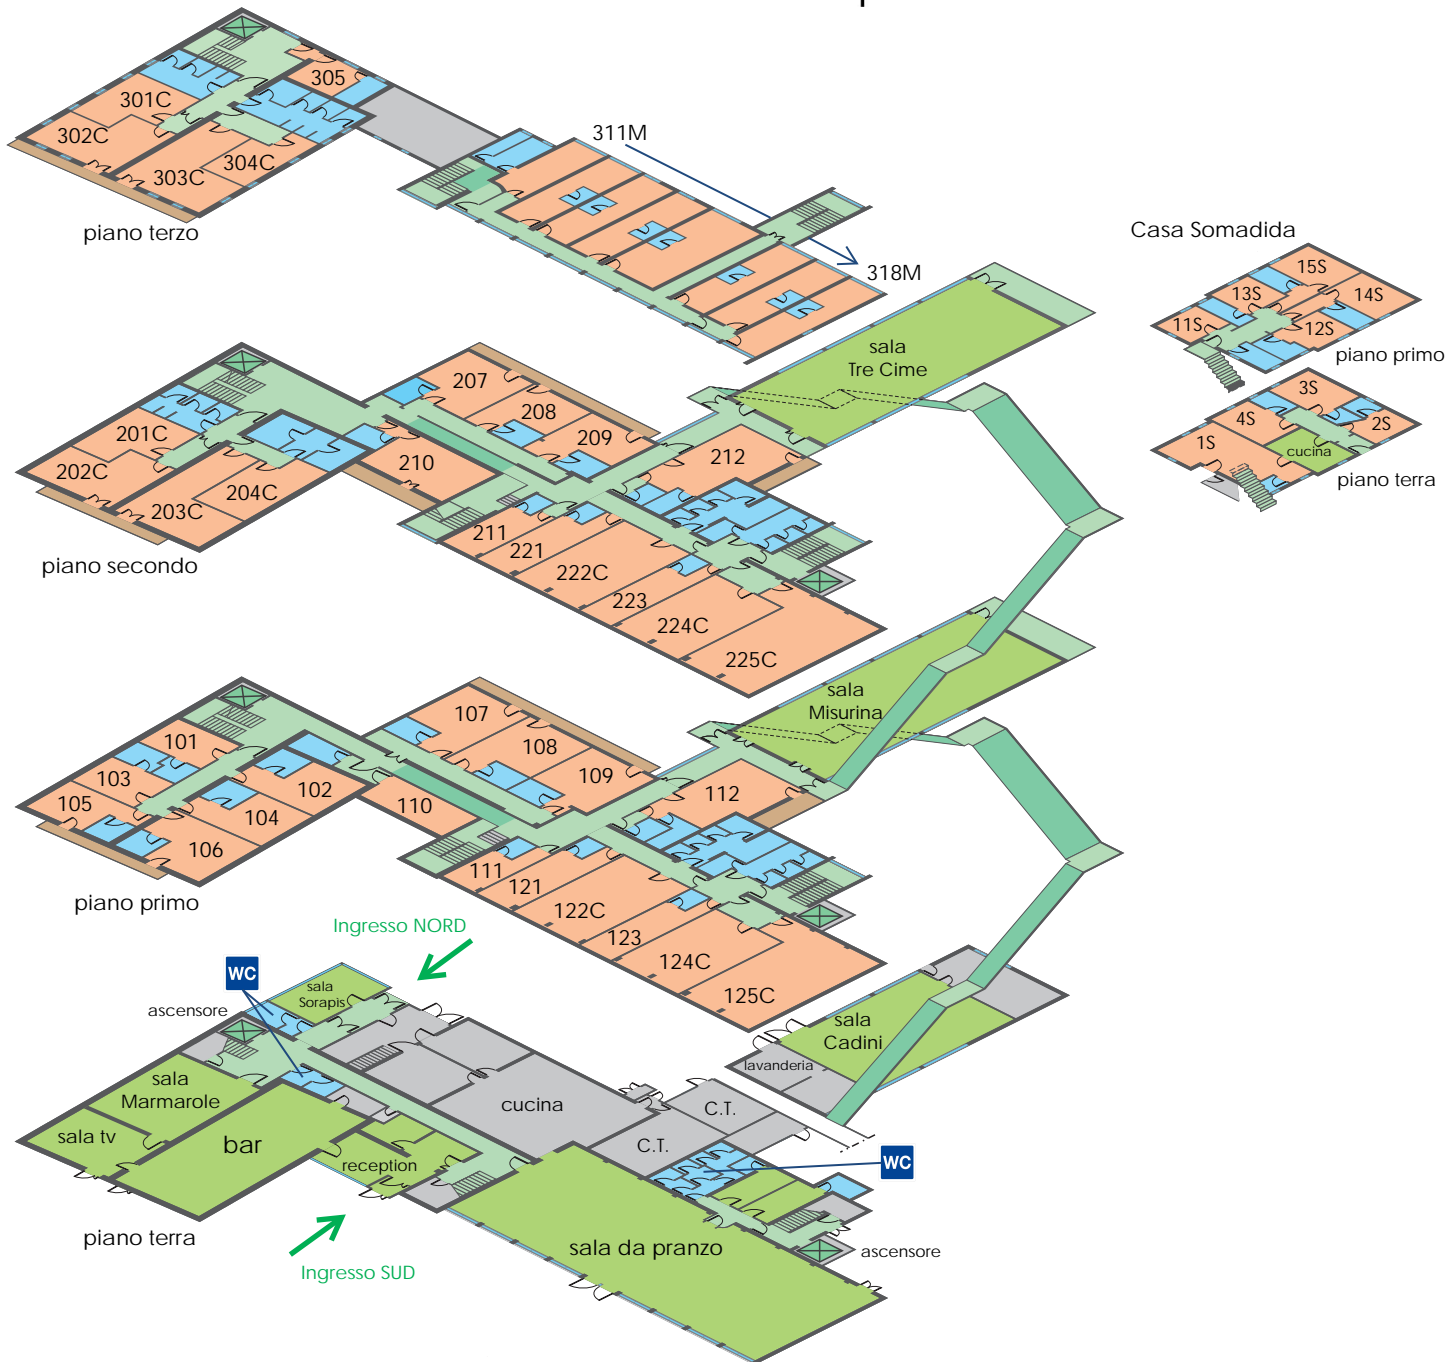 305
301C
302C
304C
303C
piano terzo
311M
318M
Casa Somadida
15S
13S
14S
11S
12S
piano primo
3S
4S
2S
1S
cucina
piano terra
sala
Tre Cime
207
208
209
201C
202C
210
204C
203C
212
211
221
222C
223
224C
225C
piano secondo
sala
Misurina
107
108
109
101
103
102
105
104
106
110
112
111
121
122C
123
124C
125C
piano primo
Ingresso NORD
WC
sala
Sorapis
ascensore
sala
Cadini
lavanderia
sala
Marmarole
cucina
C.T.
C.T.
sala tv
bar
reception
WC
sala da pranzo
ascensore
piano terra
Ingresso SUD